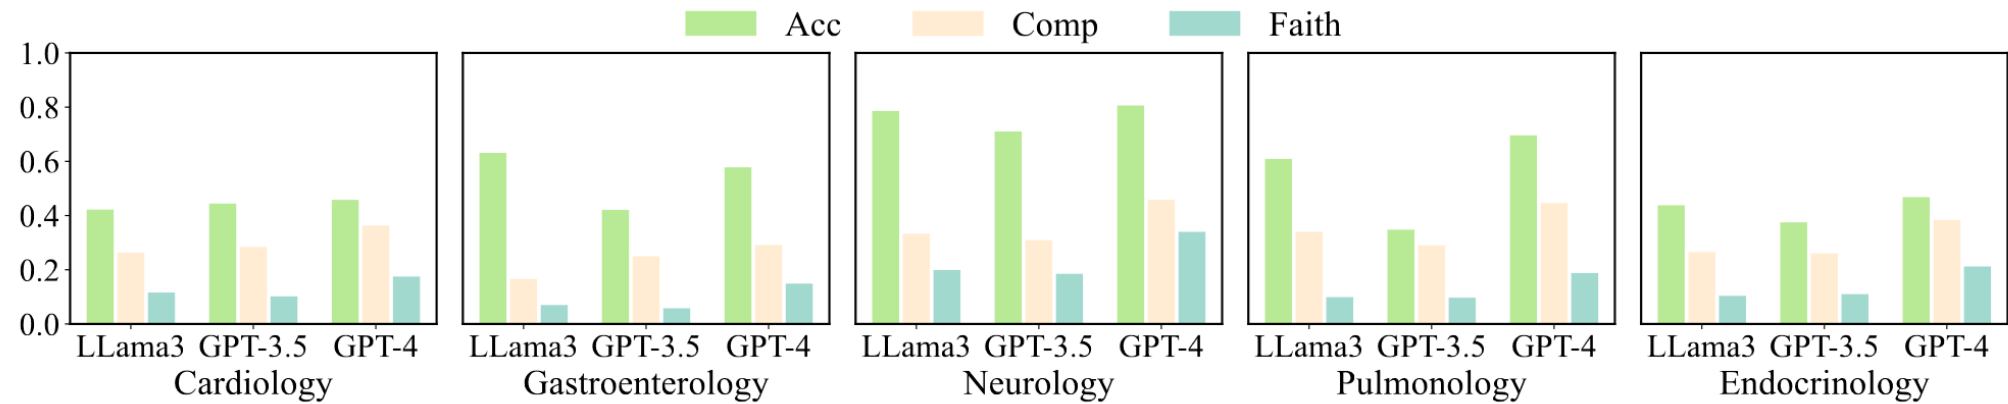 Acc Comp Faith
1.0
0.8
0.6
0.4
0.2
0.0
LLama3 GPT-3.5 GPT-4 LLama3 GPT-3.5 GPT-4 LLama3 GPT-3.5 GPT-4 LLama3 GPT-3.5 GPT-4 LLama3 GPT-3.5 GPT-4
Cardiology Gastroenterology Neurology Pulmonology Endocrinology